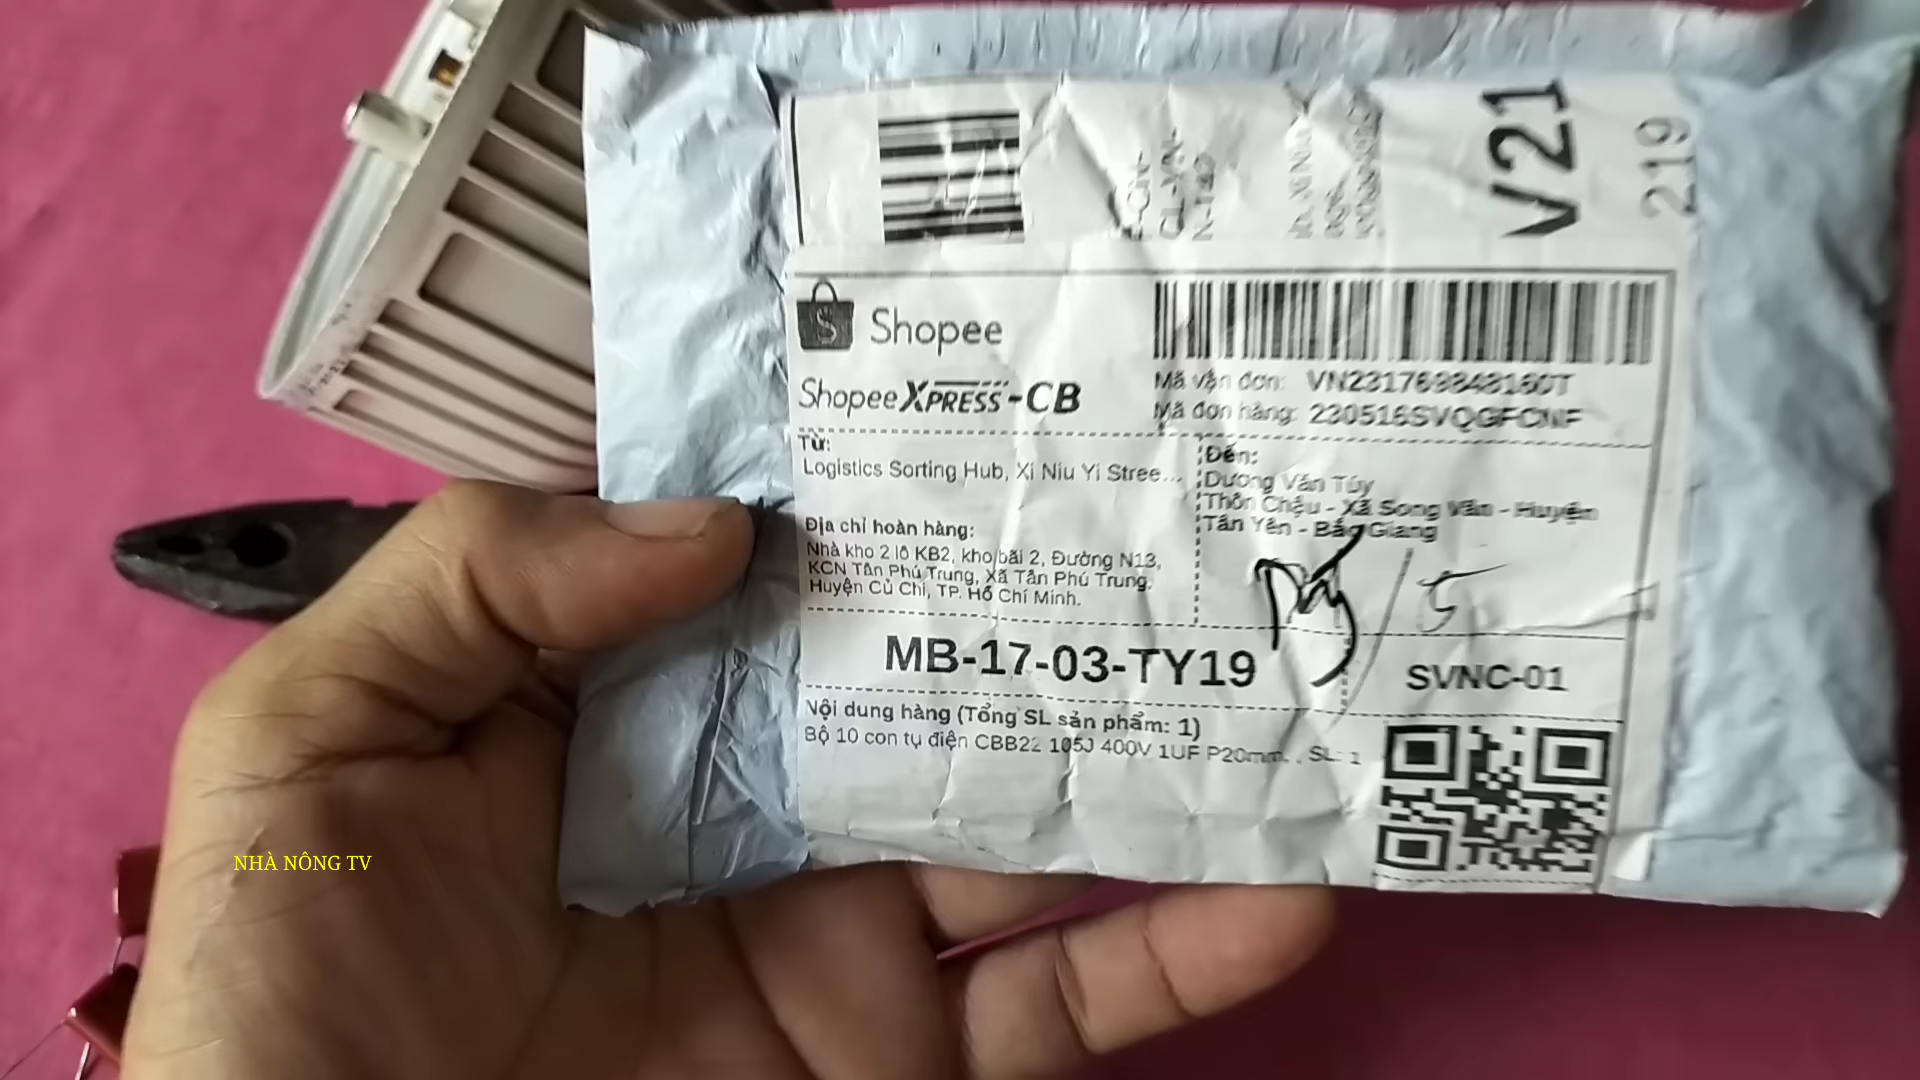 V21
219
Shopee
Shopee XPRESS-CB
Mã vận đơn: VN231769848160T
Mã đơn hàng: 230516SVQGFCNF
Từ:
Logistics Sorting Hub, Xi Niu Yi Stree...
Địa chỉ hoàn hàng:
Nhà kho 2 lô KB2, kho bãi 2, Đường N13,
KCN Tân Phú Trung, Xã Tân Phú Trung,
Huyện Củ Chi, TP. Hồ Chí Minh.
Đến:
Dương Văn Túy
Thôn Chậu - Xã Song Vân - Huyện
Tân Yên - Bắc Giang
MB-17-03-TY19
SVNC-01
Nội dung hàng (Tổng SL sản phẩm: 1)
Bộ 10 con tụ điện CBB22 105J 400V 1UF P20mm, , SL: 1
NHÀ NÔNG TV